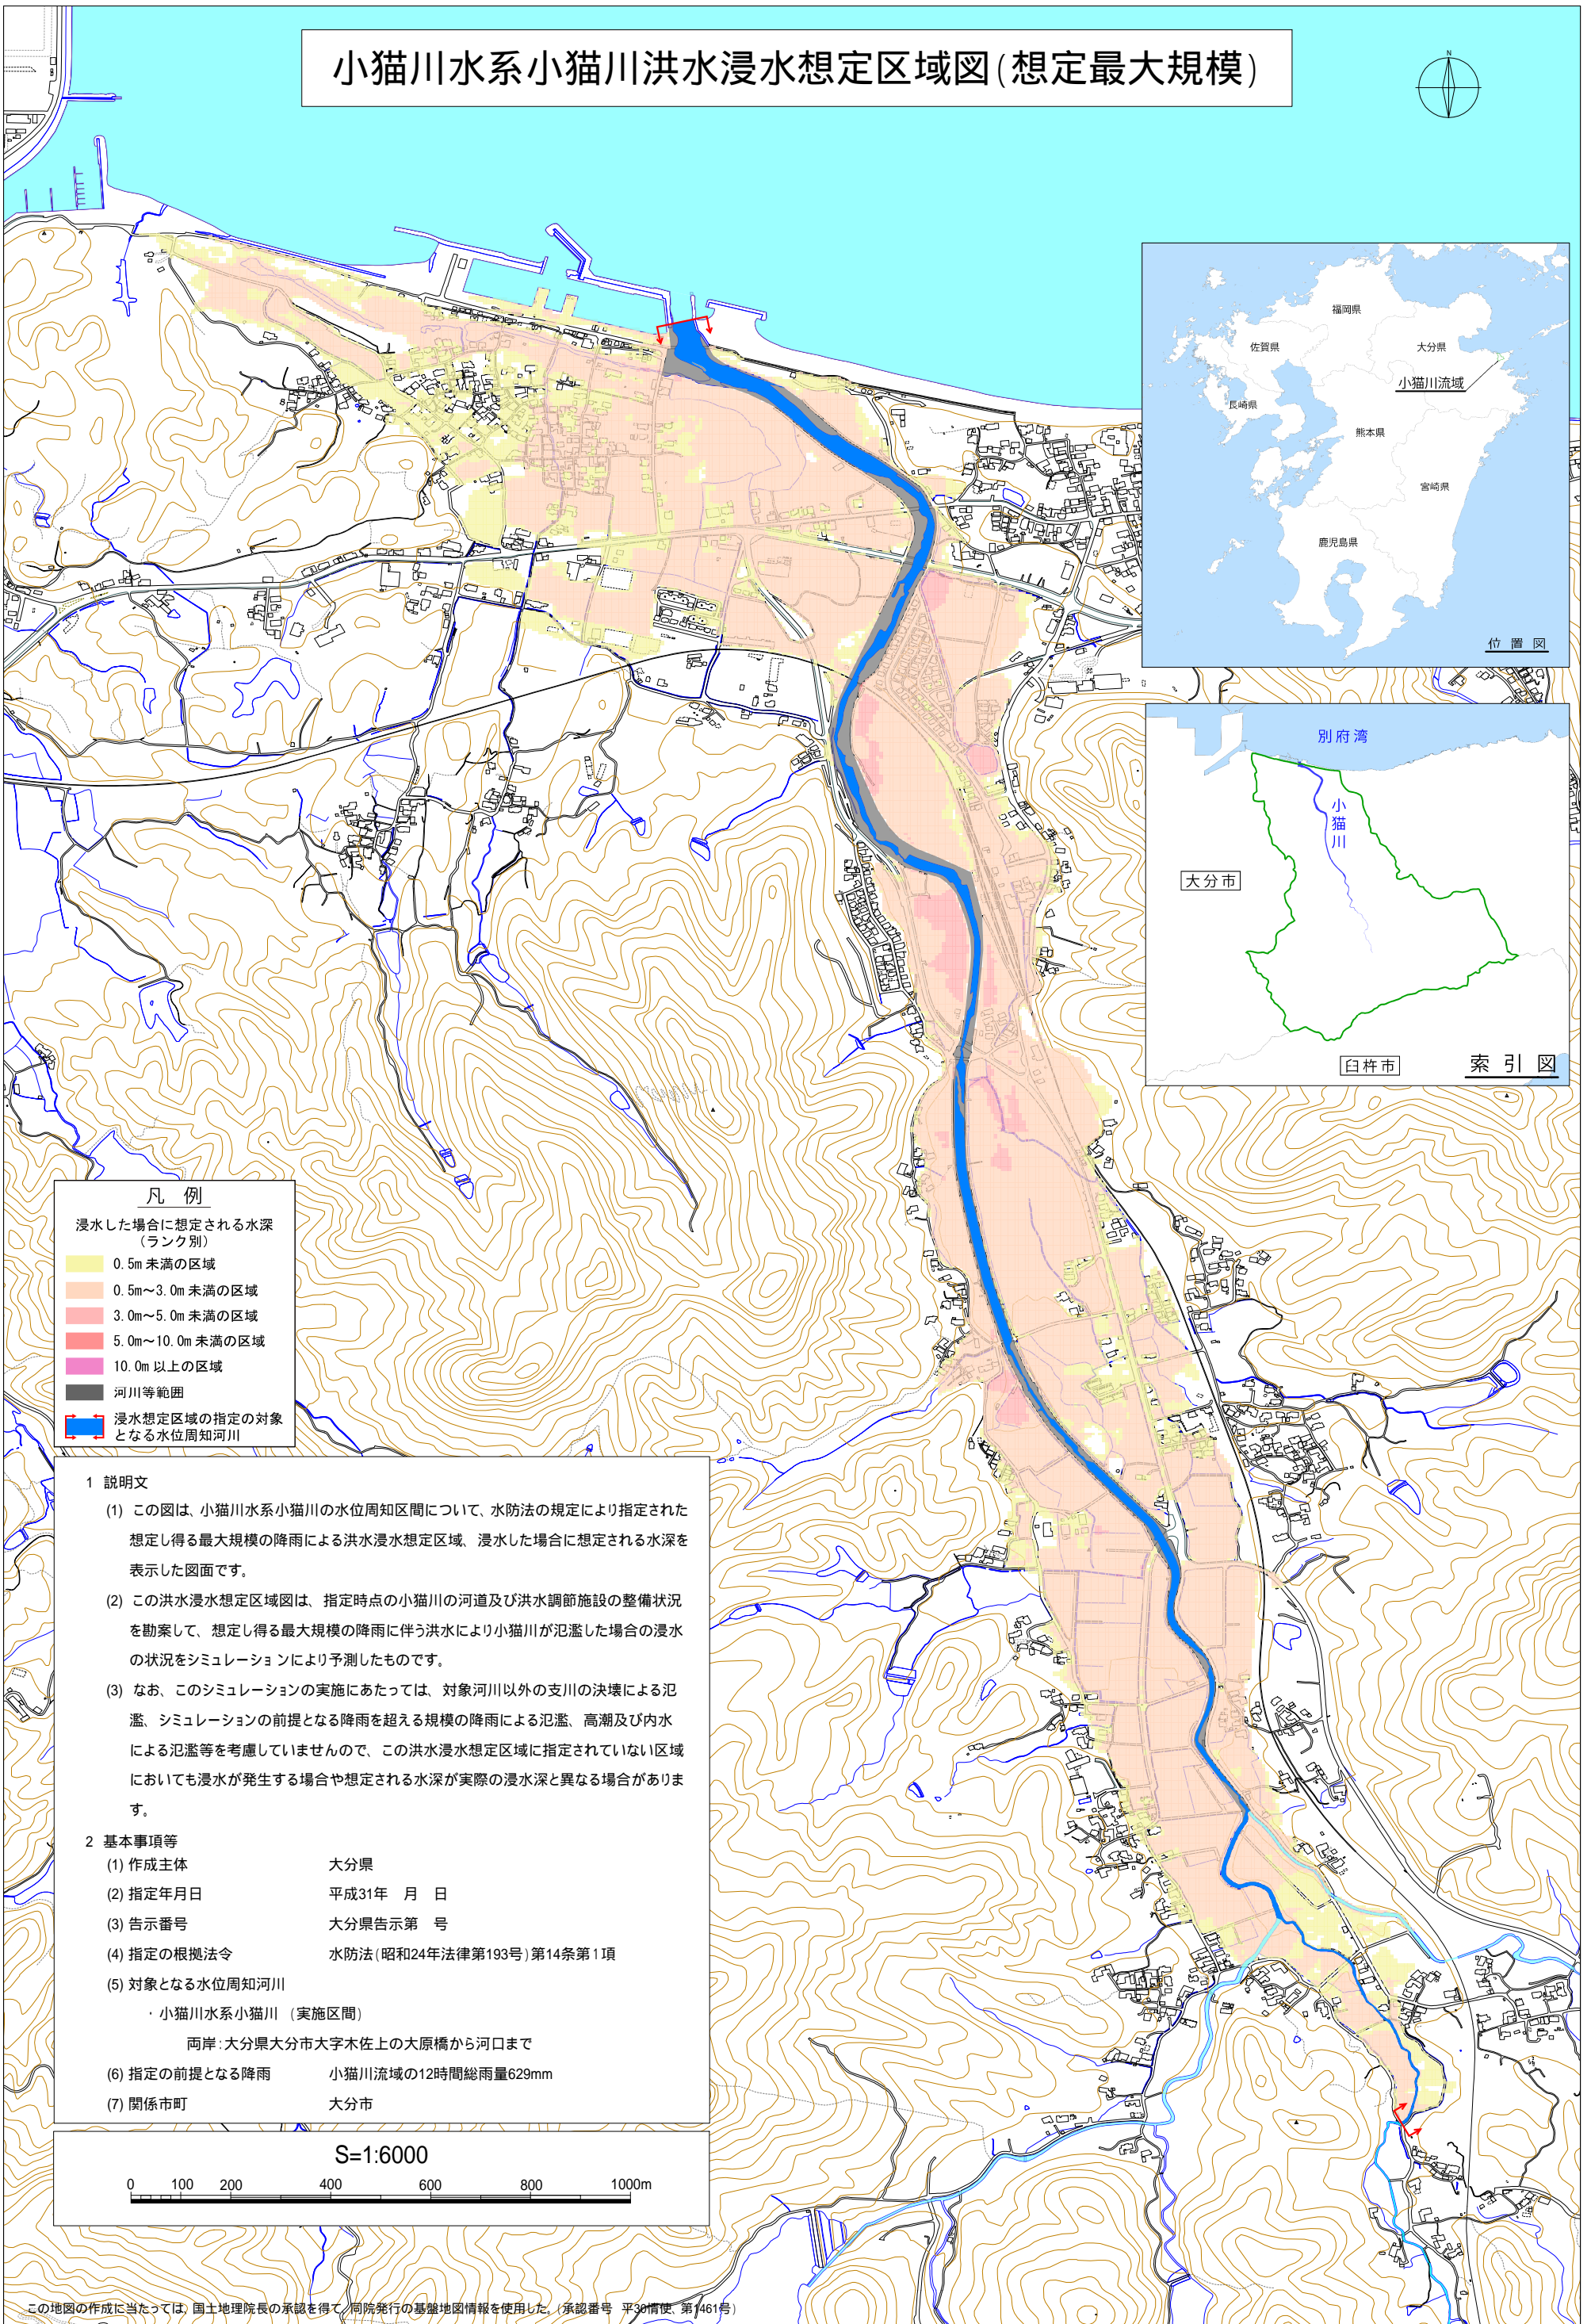 小猫川水系小猫川洪水浸水想定区域図(想定最大規模)
N
福岡県
佐賀県
大分県
小猫川流域
長崎県
熊本県
宮崎県
鹿児島県
位 置 図
別府湾
小猫川
大分市
臼杵市
索 引 図
凡 例
浸水した場合に想定される水深
(ランク別)
0.5m 未満の区域
0.5m～3.0m 未満の区域
3.0m～5.0m 未満の区域
5.0m～10.0m 未満の区域
10.0m 以上の区域
河川等範囲
浸水想定区域の指定の対象
となる水位周知河川
1 説明文
(1) この図は、小猫川水系小猫川の水位周知区間について、水防法の規定により指定された
想定し得る最大規模の降雨による洪水浸水想定区域、浸水した場合に想定される水深を
表示した図面です。
(2) この洪水浸水想定区域図は、指定時点の小猫川の河道及び洪水調節施設の整備状況
を勘案して、想定し得る最大規模の降雨に伴う洪水により小猫川が氾濫した場合の浸水
の状況をシミュレーションにより予測したものです。
(3) なお、このシミュレーションの実施にあたっては、対象河川以外の支川の決壊による氾
濫、シミュレーションの前提となる降雨を超える規模の降雨による氾濫、高潮及び内水
による氾濫等を考慮していませんので、この洪水浸水想定区域に指定されていない区域
においても浸水が発生する場合や想定される水深が実際の浸水深と異なる場合がありま
す。
2 基本事項等
(1) 作成主体 大分県
(2) 指定年月日 平成31年 月 日
(3) 告示番号 大分県告示第 号
(4) 指定の根拠法令 水防法(昭和24年法律第193号)第14条第1項
(5) 対象となる水位周知河川
・小猫川水系小猫川 (実施区間)
両岸:大分県大分市大字木佐上の大原橋から河口まで
(6) 指定の前提となる降雨 小猫川流域の12時間総雨量629mm
(7) 関係市町 大分市
S=1:6000
0 100 200 400 600 800 1000m
この地図の作成に当たっては、国土地理院長の承認を得て、同院発行の基盤地図情報を使用した。(承認番号 平30情使、第1461号)